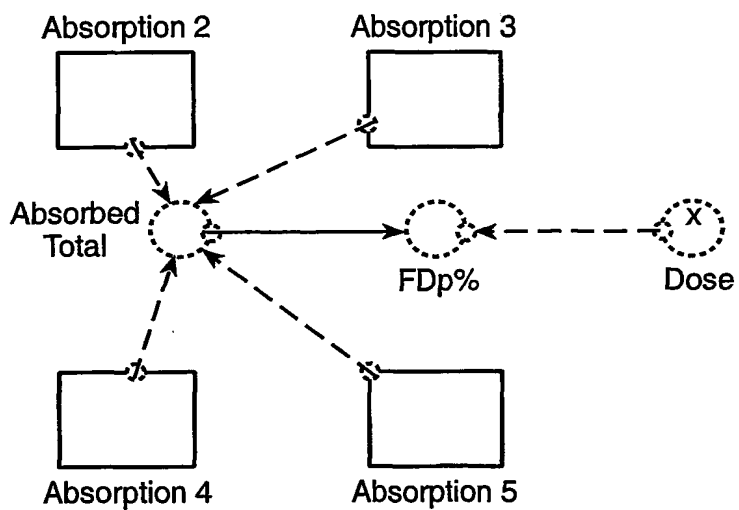 Absorption 2
Absorption 3
Absorbed
Total
FDp%
x
Dose
Absorption 4
Absorption 5